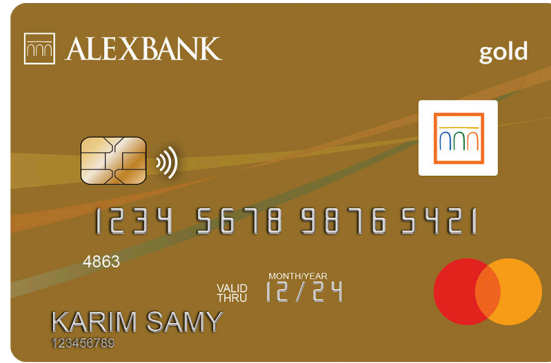 ALEXBANK
gold
1234 5678 9876 5421
4863
VALID THRU
MONTH/YEAR
12/24
KARIM SAMY
123456789